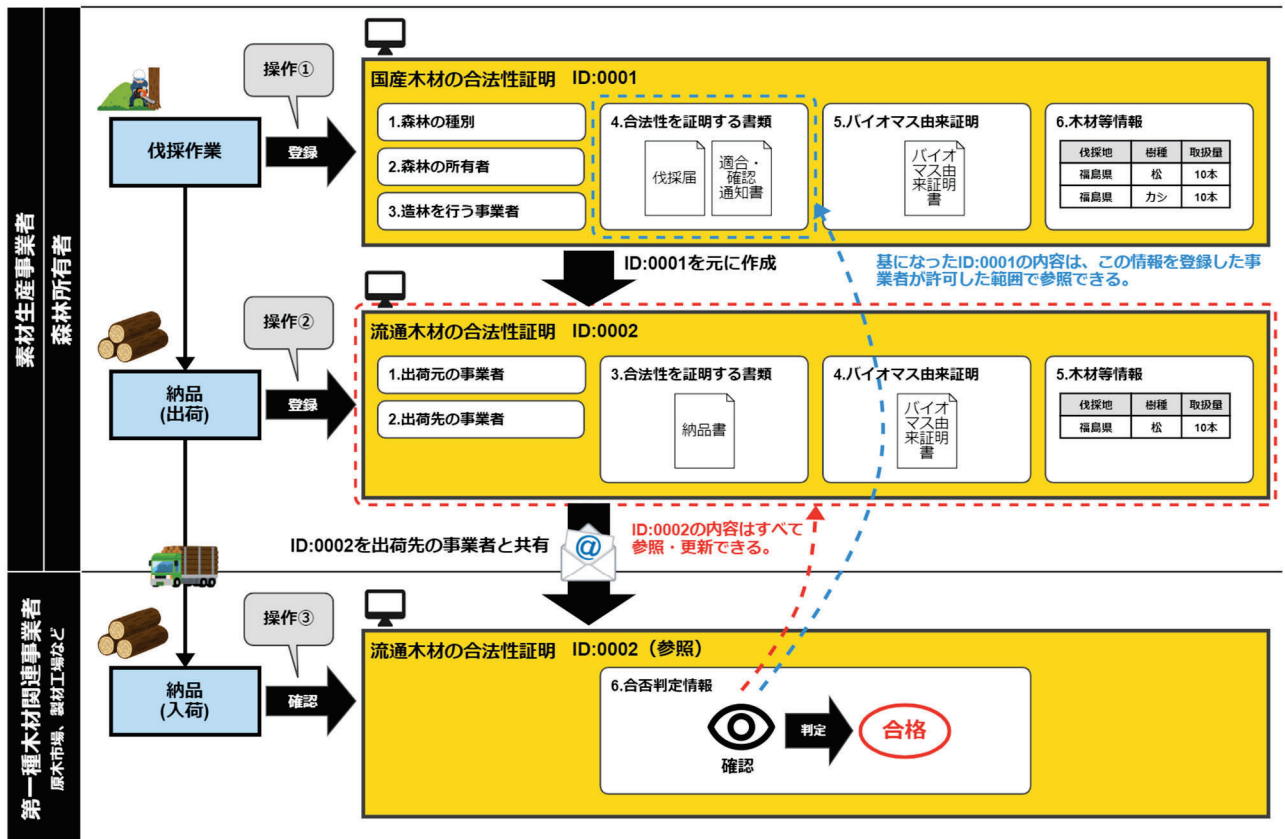 素材生産事業者
森林所有者
伐採作業
操作①
登録
国産木材の合法性証明 ID:0001
1.森林の種別
2.森林の所有者
3.造林を行う事業者
4.合法性を証明する書類
伐採届
適合・
確認
通知書
5.バイオマス由来証明
バイオ
マス由
来証明
書
6.木材等情報
伐採地 樹種 取扱量
福島県 松 10本
福島県 カシ 10本
ID:0001を元に作成
基になったID:0001の内容は、この情報を登録した事
業者が許可した範囲で参照できる。
納品
(出荷)
操作②
登録
流通木材の合法性証明 ID:0002
1.出荷元の事業者
2.出荷先の事業者
3.合法性を証明する書類
納品書
4.バイオマス由来証明
バイオ
マス由
来証明
書
5.木材等情報
伐採地 樹種 取扱量
福島県 松 10本
ID:0002を出荷先の事業者と共有
@
ID:0002の内容はすべて
参照・更新できる。
第一種木材関連事業者
原木市場、製材工場など
納品
(入荷)
操作③
確認
流通木材の合法性証明 ID:0002（参照）
6.合否判定情報
確認
判定
合格